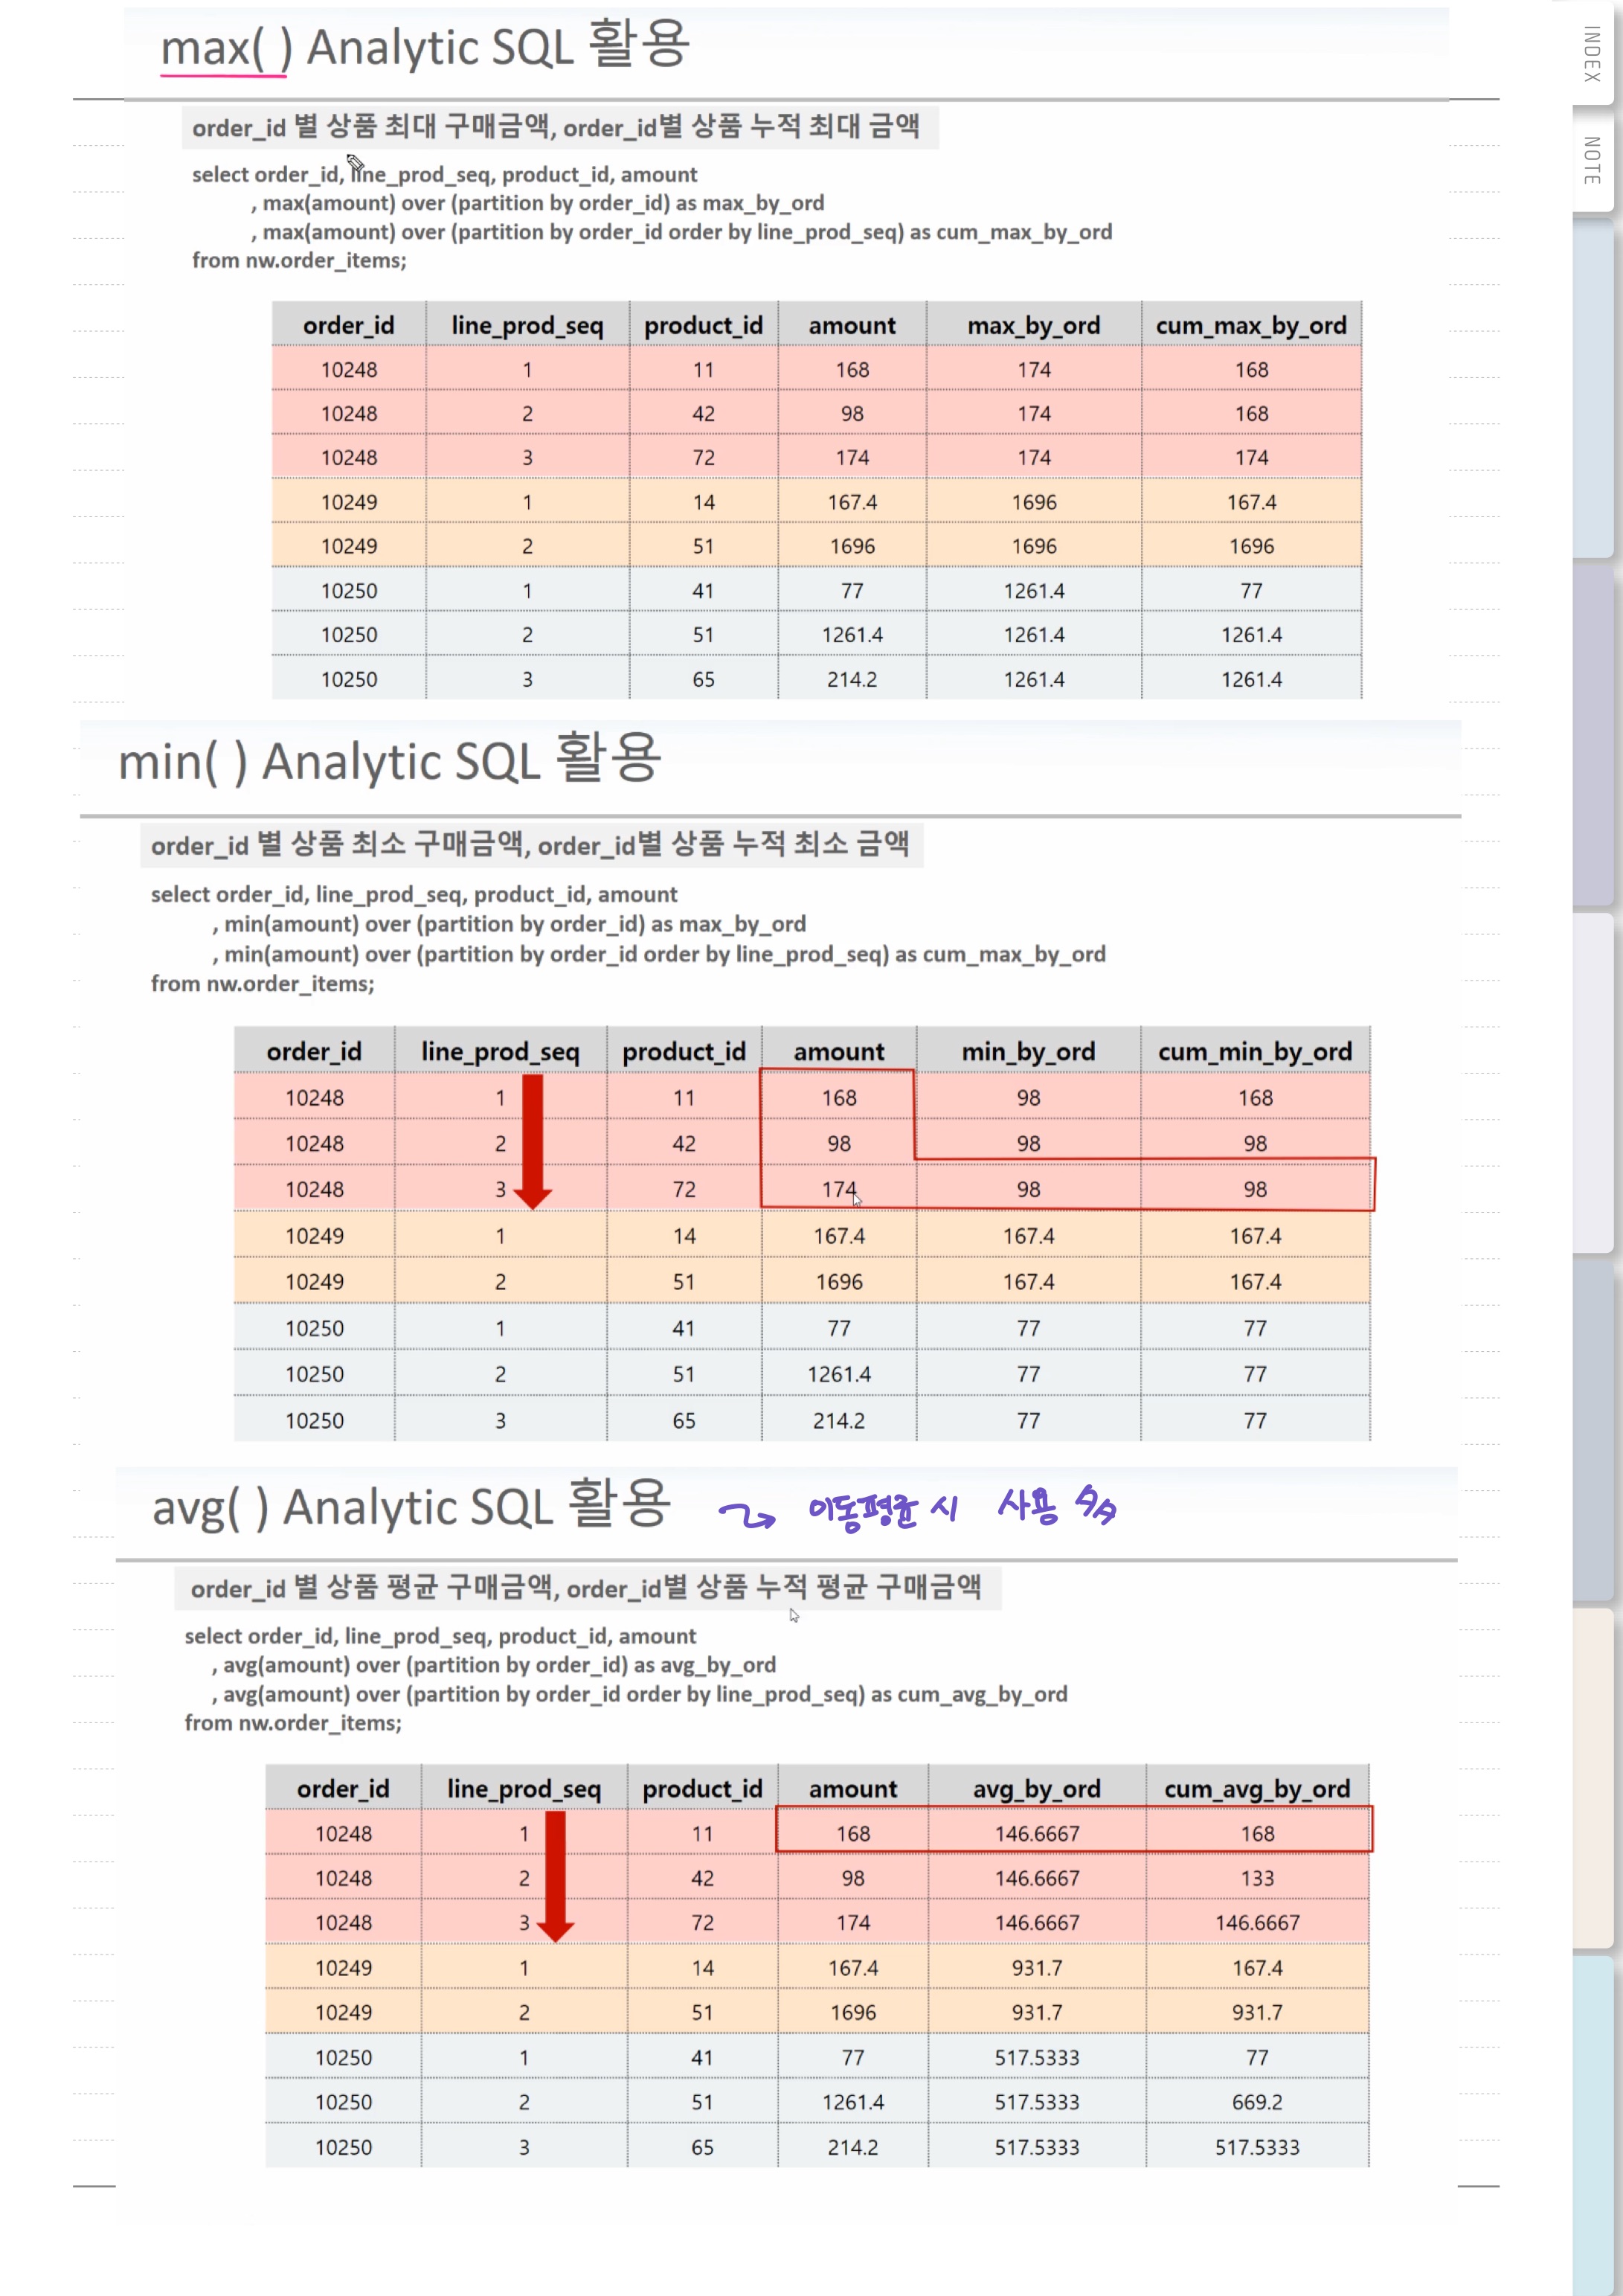 INDEX
NOTE
max( ) Analytic SQL 활용
order_id 별 상품 최대 구매금액, order_id별 상품 누적 최대 금액
select order_id, line_prod_seq, product_id, amount
, max(amount) over (partition by order_id) as max_by_ord
, max(amount) over (partition by order_id order by line_prod_seq) as cum_max_by_ord
from nw.order_items;
order_id line_prod_seq product_id amount max_by_ord cum_max_by_ord
10248 1 11 168 174 168
10248 2 42 98 174 168
10248 3 72 174 174 174
10249 1 14 167.4 1696 167.4
10249 2 51 1696 1696 1696
10250 1 41 77 1261.4 77
10250 2 51 1261.4 1261.4 1261.4
10250 3 65 214.2 1261.4 1261.4
min( ) Analytic SQL 활용
order_id 별 상품 최소 구매금액, order_id별 상품 누적 최소 금액
select order_id, line_prod_seq, product_id, amount
, min(amount) over (partition by order_id) as max_by_ord
, min(amount) over (partition by order_id order by line_prod_seq) as cum_max_by_ord
from nw.order_items;
order_id line_prod_seq product_id amount min_by_ord cum_min_by_ord
10248 1 11 168 98 168
10248 2 42 98 98 98
10248 3 72 174 98 98
10249 1 14 167.4 167.4 167.4
10249 2 51 1696 167.4 167.4
10250 1 41 77 77 77
10250 2 51 1261.4 77 77
10250 3 65 214.2 77 77
avg( ) Analytic SQL 활용 이동평균 시 사용
order_id 별 상품 평균 구매금액, order_id별 상품 누적 평균 구매금액
select order_id, line_prod_seq, product_id, amount
, avg(amount) over (partition by order_id) as avg_by_ord
, avg(amount) over (partition by order_id order by line_prod_seq) as cum_avg_by_ord
from nw.order_items;
order_id line_prod_seq product_id amount avg_by_ord cum_avg_by_ord
10248 1 11 168 146.6667 168
10248 2 42 98 146.6667 133
10248 3 72 174 146.6667 146.6667
10249 1 14 167.4 931.7 167.4
10249 2 51 1696 931.7 931.7
10250 1 41 77 517.5333 77
10250 2 51 1261.4 517.5333 669.2
10250 3 65 214.2 517.5333 517.5333